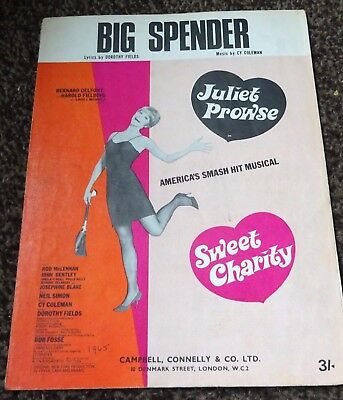 BIG SPENDER
Lyrics by DOROTHY FIELDS Music by CY COLEMAN
BERNARD DELFONT
HAROLD FIELDING
Juliet
Prowse
AMERICA'S SMASH HIT MUSICAL
Sweet
Charity
ROD McLENNAN
JOHN BENTLEY
JOSEPHINE BLAKE
NEIL SIMON
CY COLEMAN
DOROTHY FIELDS
BOB FOSSE
1965
CAMPBELL, CONNELLY & CO. LTD.
10 DENMARK STREET, LONDON, W.C.2
3/-